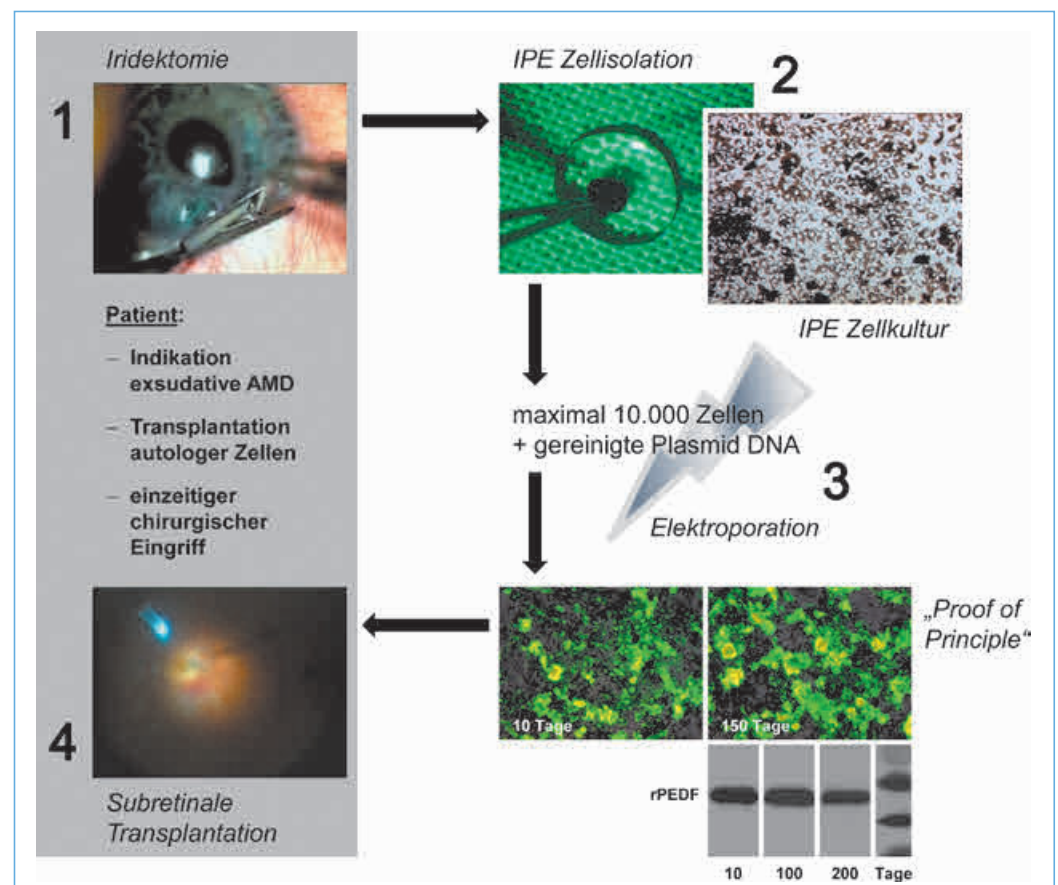 Iridektomie
1
IPE Zellisolation
2
IPE Zellkultur
Patient:
– Indikation
exsudative AMD
– Transplantation
autologer Zellen
– einzeitiger
chirurgischer
Eingriff
maximal 10.000 Zellen
+ gereinigte Plasmid DNA
3
Elektroporation
„Proof of
Principle“
10 Tage
150 Tage
4
Subretinale
Transplantation
rPEDF
10 100 200 Tage